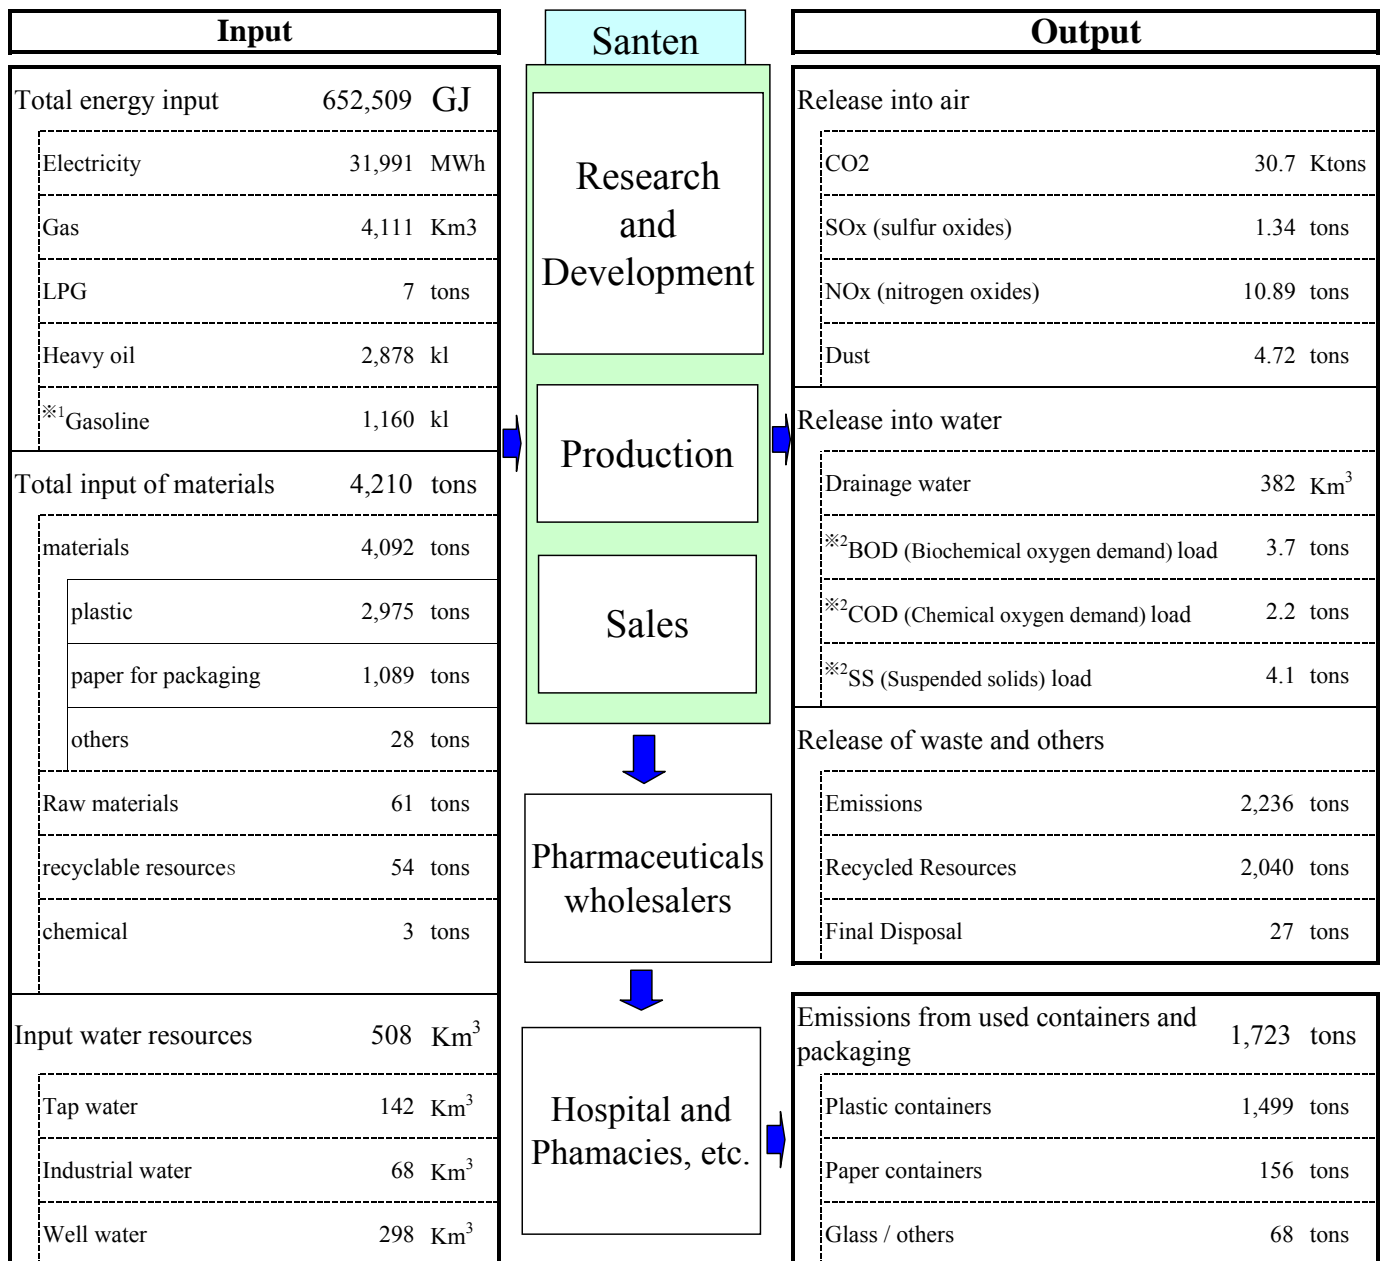 Input
Total energy input 652,509 GJ
Electricity 31,991 MWh
Gas 4,111 Km3
LPG 7 tons
Heavy oil 2,878 kl
※1Gasoline 1,160 kl
Total input of materials 4,210 tons
materials 4,092 tons
plastic 2,975 tons
paper for packaging 1,089 tons
others 28 tons
Raw materials 61 tons
recyclable resources 54 tons
chemical 3 tons
Input water resources 508 Km³
Tap water 142 Km³
Industrial water 68 Km³
Well water 298 Km³
Santen
Research
and
Development
Production
Sales
Pharmaceuticals
wholesalers
Hospital and
Phamacies, etc.
Output
Release into air
CO2 30.7 Ktons
SOx (sulfur oxides) 1.34 tons
NOx (nitrogen oxides) 10.89 tons
Dust 4.72 tons
Release into water
Drainage water 382 Km³
※2BOD (Biochemical oxygen demand) load 3.7 tons
※2COD (Chemical oxygen demand) load 2.2 tons
※2SS (Suspended solids) load 4.1 tons
Release of waste and others
Emissions 2,236 tons
Recycled Resources 2,040 tons
Final Disposal 27 tons
Emissions from used containers and
packaging 1,723 tons
Plastic containers 1,499 tons
Paper containers 156 tons
Glass / others 68 tons